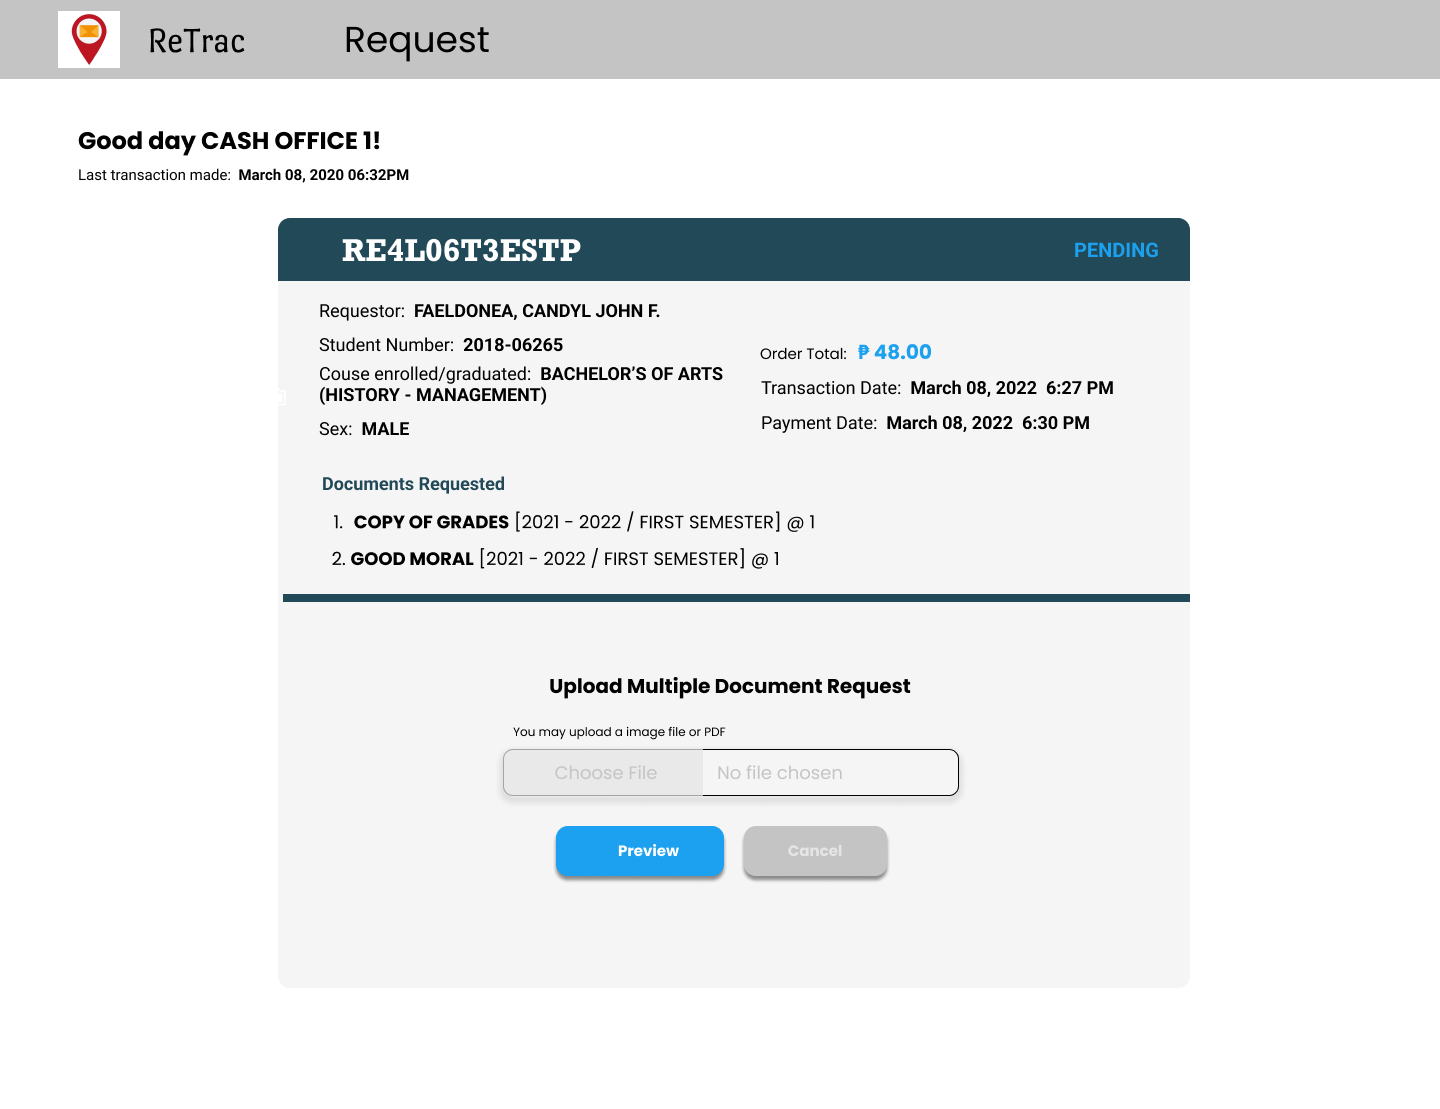 ReTrac
Request
Good day CASH OFFICE 1!
Last transaction made: March 08, 2020 06:32PM
RE4L06T3ESTP
PENDING
Requestor: FAELDONEA, CANDYL JOHN F.
Student Number: 2018-06265
Couse enrolled/graduated: BACHELOR’S OF ARTS
(HISTORY - MANAGEMENT)
Sex: MALE
Order Total: ₱ 48.00
Transaction Date: March 08, 2022 6:27 PM
Payment Date: March 08, 2022 6:30 PM
Documents Requested
1. COPY OF GRADES [2021 - 2022 / FIRST SEMESTER] @ 1
2. GOOD MORAL [2021 - 2022 / FIRST SEMESTER] @ 1
Upload Multiple Document Request
You may upload a image file or PDF
Choose File
No file chosen
Preview
Cancel